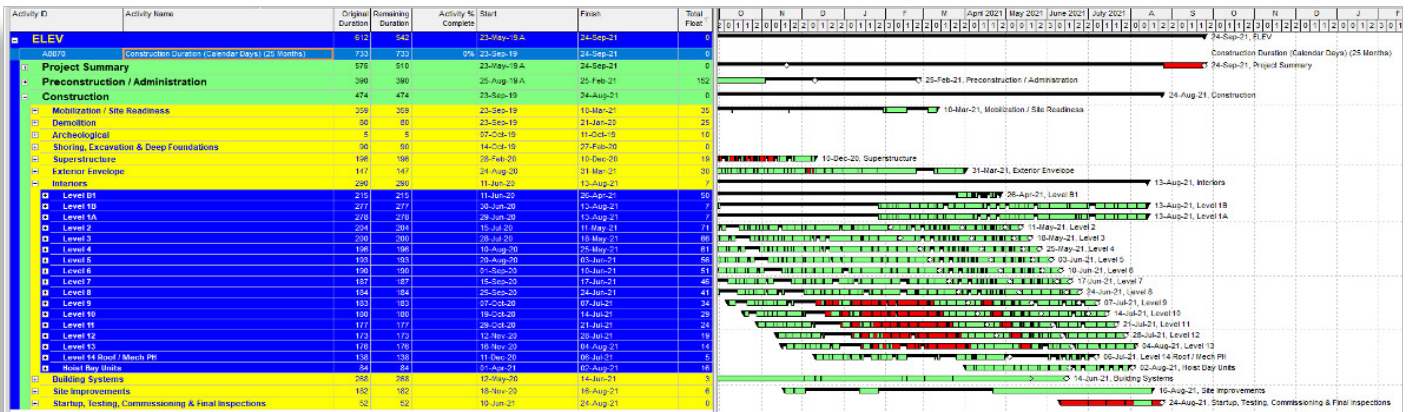 Activity ID Activity Name Original Duration Remaining Duration Activity % Complete Start Finish Total Float O N D J F M April 2021 May 2021 June 2021 July 2021 A S O N D J F
ELEV 612 542 23-May-19 A 24-Sep-21 0 24-Sep-21, ELEV
A8870 Construction Duration (Calendar Days) (25 Months) 733 733 0% 23-Sep-19 24-Sep-21 0 Construction Duration (Calendar Days) (25 Months)
Project Summary 576 510 23-May-19 A 24-Sep-21 0 24-Sep-21, Project Summary
Preconstruction / Administration 390 390 25-Aug-19 A 25-Feb-21 152 25-Feb-21, Preconstruction / Administration
Construction 474 474 23-Sep-19 24-Aug-21 0 24-Aug-21, Construction
Mobilization / Site Readiness 359 359 23-Sep-19 10-Mar-21 35 10-Mar-21, Mobilization / Site Readiness
Demolition 80 80 23-Sep-19 21-Jan-20 25
Archeological 5 5 07-Oct-19 11-Oct-19 10
Shoring, Excavation & Deep Foundations 90 90 14-Oct-19 27-Feb-20 0
Superstructure 196 196 28-Feb-20 10-Dec-20 19 10-Dec-20, Superstructure
Exterior Envelope 147 147 24-Aug-20 31-Mar-21 30 31-Mar-21, Exterior Envelope
Interiors 290 290 11-Jun-20 13-Aug-21 7 13-Aug-21, Interiors
Level B1 215 215 11-Jun-20 26-Apr-21 50 26-Apr-21, Level B1
Level 1B 277 277 30-Jun-20 13-Aug-21 7 13-Aug-21, Level 1B
Level 1A 278 278 29-Jun-20 13-Aug-21 7 13-Aug-21, Level 1A
Level 2 204 204 15-Jul-20 11-May-21 71 11-May-21, Level 2
Level 3 200 200 28-Jul-20 18-May-21 66 18-May-21, Level 3
Level 4 196 196 10-Aug-20 25-May-21 61 25-May-21, Level 4
Level 5 193 193 20-Aug-20 03-Jun-21 56 03-Jun-21, Level 5
Level 6 190 190 01-Sep-20 10-Jun-21 51 10-Jun-21, Level 6
Level 7 187 187 15-Sep-20 17-Jun-21 46 17-Jun-21, Level 7
Level 8 184 184 25-Sep-20 24-Jun-21 41 24-Jun-21, Level 8
Level 9 183 183 07-Oct-20 07-Jul-21 34 07-Jul-21, Level 9
Level 10 180 180 19-Oct-20 14-Jul-21 29 14-Jul-21, Level 10
Level 11 177 177 29-Oct-20 21-Jul-21 24 21-Jul-21, Level 11
Level 12 173 173 12-Nov-20 28-Jul-21 19 28-Jul-21, Level 12
Level 13 176 176 16-Nov-20 04-Aug-21 14 04-Aug-21, Level 13
Level 14 Roof / Mech PH 138 138 11-Dec-20 06-Jul-21 5 06-Jul-21, Level 14 Roof / Mech PH
Hoist Bay Units 84 84 01-Apr-21 02-Aug-21 16 02-Aug-21, Hoist Bay Units
Building Systems 268 268 12-May-20 14-Jun-21 3 14-Jun-21, Building Systems
Site Improvements 182 182 18-Nov-20 16-Aug-21 6 16-Aug-21, Site Improvements
Startup, Testing, Commissioning & Final Inspections 52 52 10-Jun-21 24-Aug-21 0 24-Aug-21, Startup, Testing, Commissioning & Final Inspections